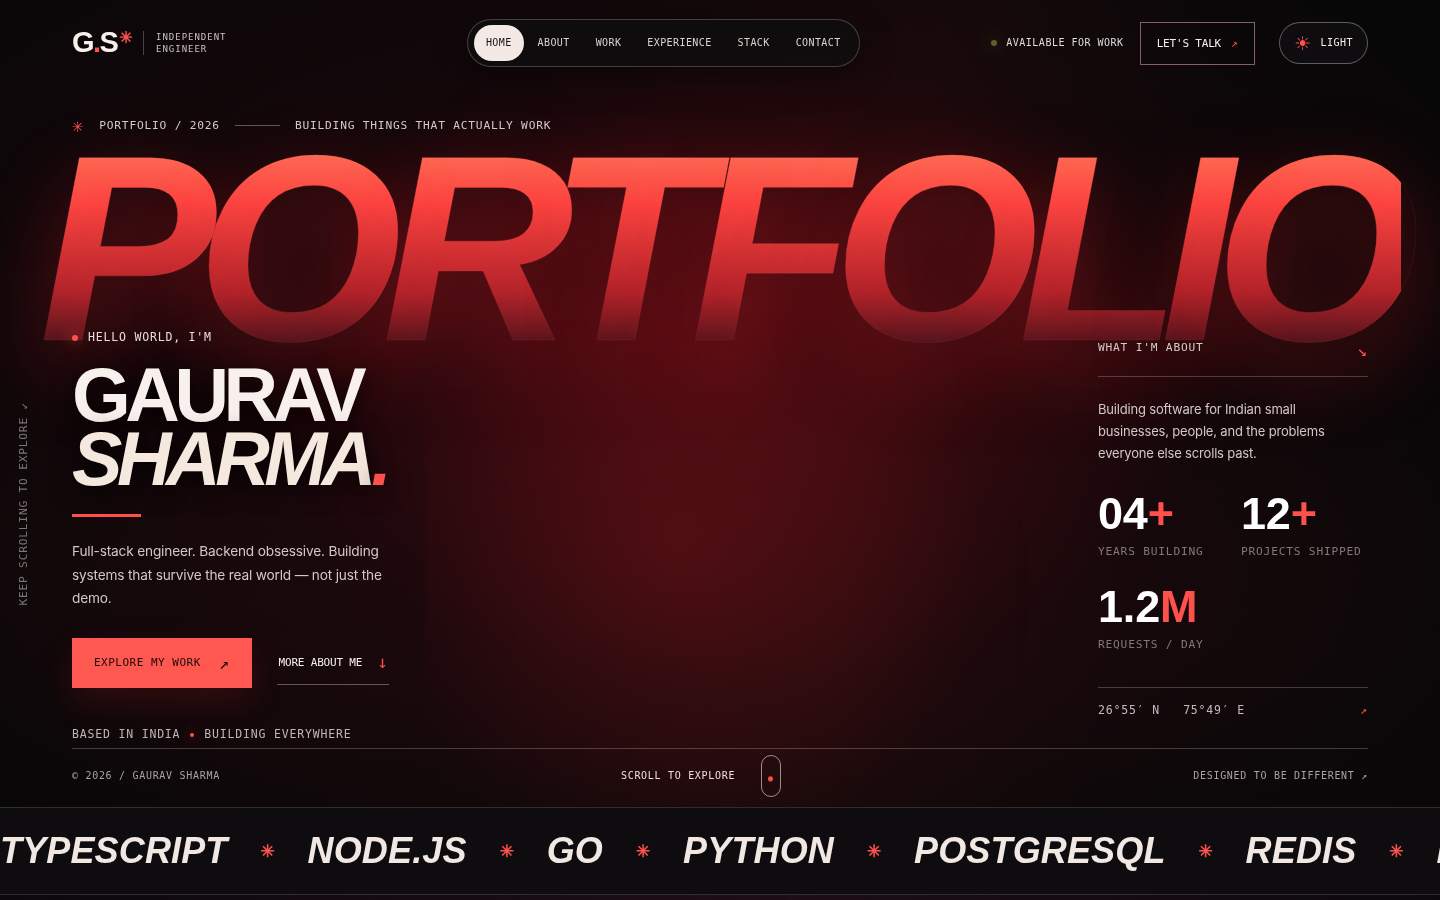 G.S✳
INDEPENDENT
ENGINEER
HOME
ABOUT
WORK
EXPERIENCE
STACK
CONTACT
AVAILABLE FOR WORK
LET'S TALK ↗
☀ LIGHT
✳ PORTFOLIO / 2026
BUILDING THINGS THAT ACTUALLY WORK
PORTFOLIO
HELLO WORLD, I'M
GAURAV
SHARMA.
Full-stack engineer. Backend obsessive. Building
systems that survive the real world — not just the
demo.
EXPLORE MY WORK ↗
MORE ABOUT ME ↓
BASED IN INDIA • BUILDING EVERYWHERE
KEEP SCROLLING TO EXPLORE ↙
WHAT I'M ABOUT ↘
Building software for Indian small
businesses, people, and the problems
everyone else scrolls past.
04+
YEARS BUILDING
12+
PROJECTS SHIPPED
1.2M
REQUESTS / DAY
26°55′ N 75°49′ E ↗
© 2026 / GAURAV SHARMA
SCROLL TO EXPLORE
DESIGNED TO BE DIFFERENT ↗
TYPESCRIPT ✳ NODE.JS ✳ GO ✳ PYTHON ✳ POSTGRESQL ✳ REDIS ✳